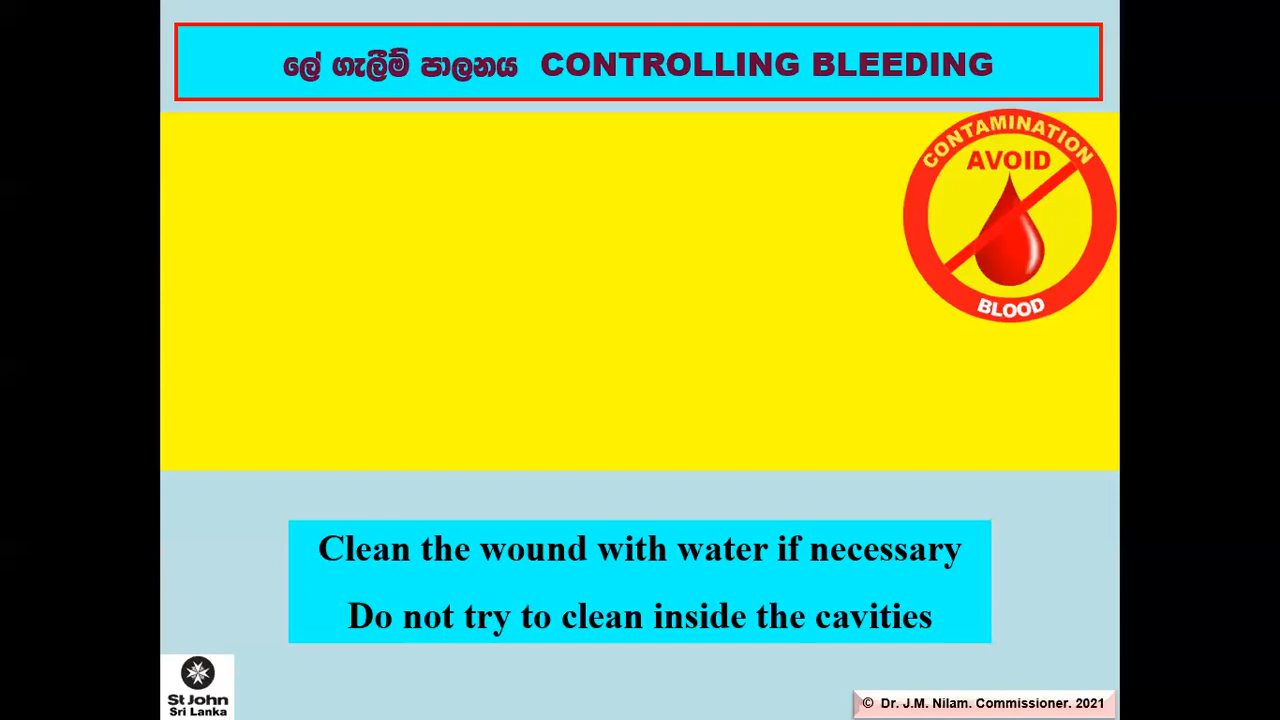 ලේ ගැලීම් පාලනය CONTROLLING BLEEDING
CONTAMINATION
AVOID
BLOOD
Clean the wound with water if necessary
Do not try to clean inside the cavities
St John
Sri Lanka
© Dr. J.M. Nilam. Commissioner. 2021